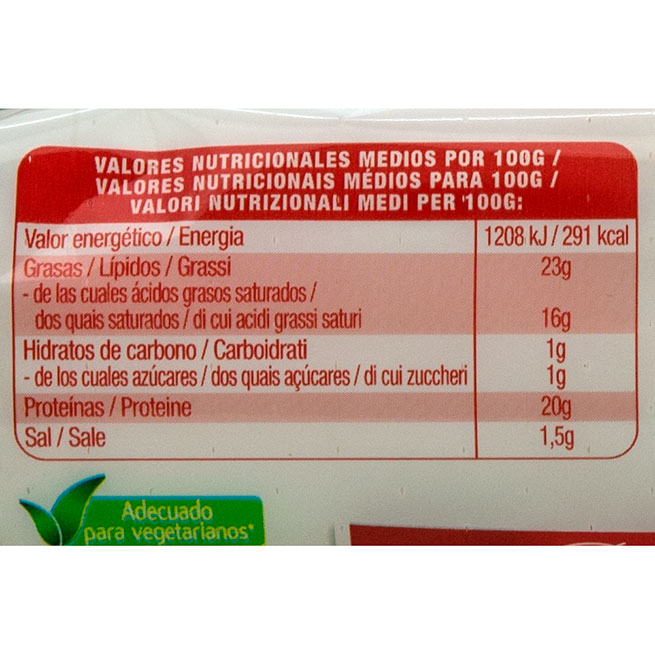 VALORES NUTRICIONALES MEDIOS POR 100G /
VALORES NUTRICIONAIS MÉDIOS PARA 100G /
VALORI NUTRIZIONALI MEDI PER 100G:
Valor energético / Energia 1208 kJ / 291 kcal
Grasas / Lípidos / Grassi 23g
- de las cuales ácidos grasos saturados /
dos quais saturados / di cui acidi grassi saturi 16g
Hidratos de carbono / Carboidrati 1g
- de los cuales azúcares / dos quais açúcares / di cui zuccheri 1g
Proteínas / Proteine 20g
Sal / Sale 1,5g
Adecuado
para vegetarianos*